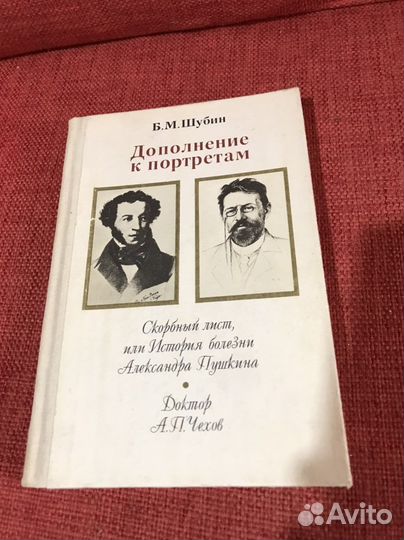 Б.М.Шубин
Дополнение
к портретам
Скорбный лист,
или История болезни
Александра Пушкина
•
Доктор
А.П.Чехов
Avito